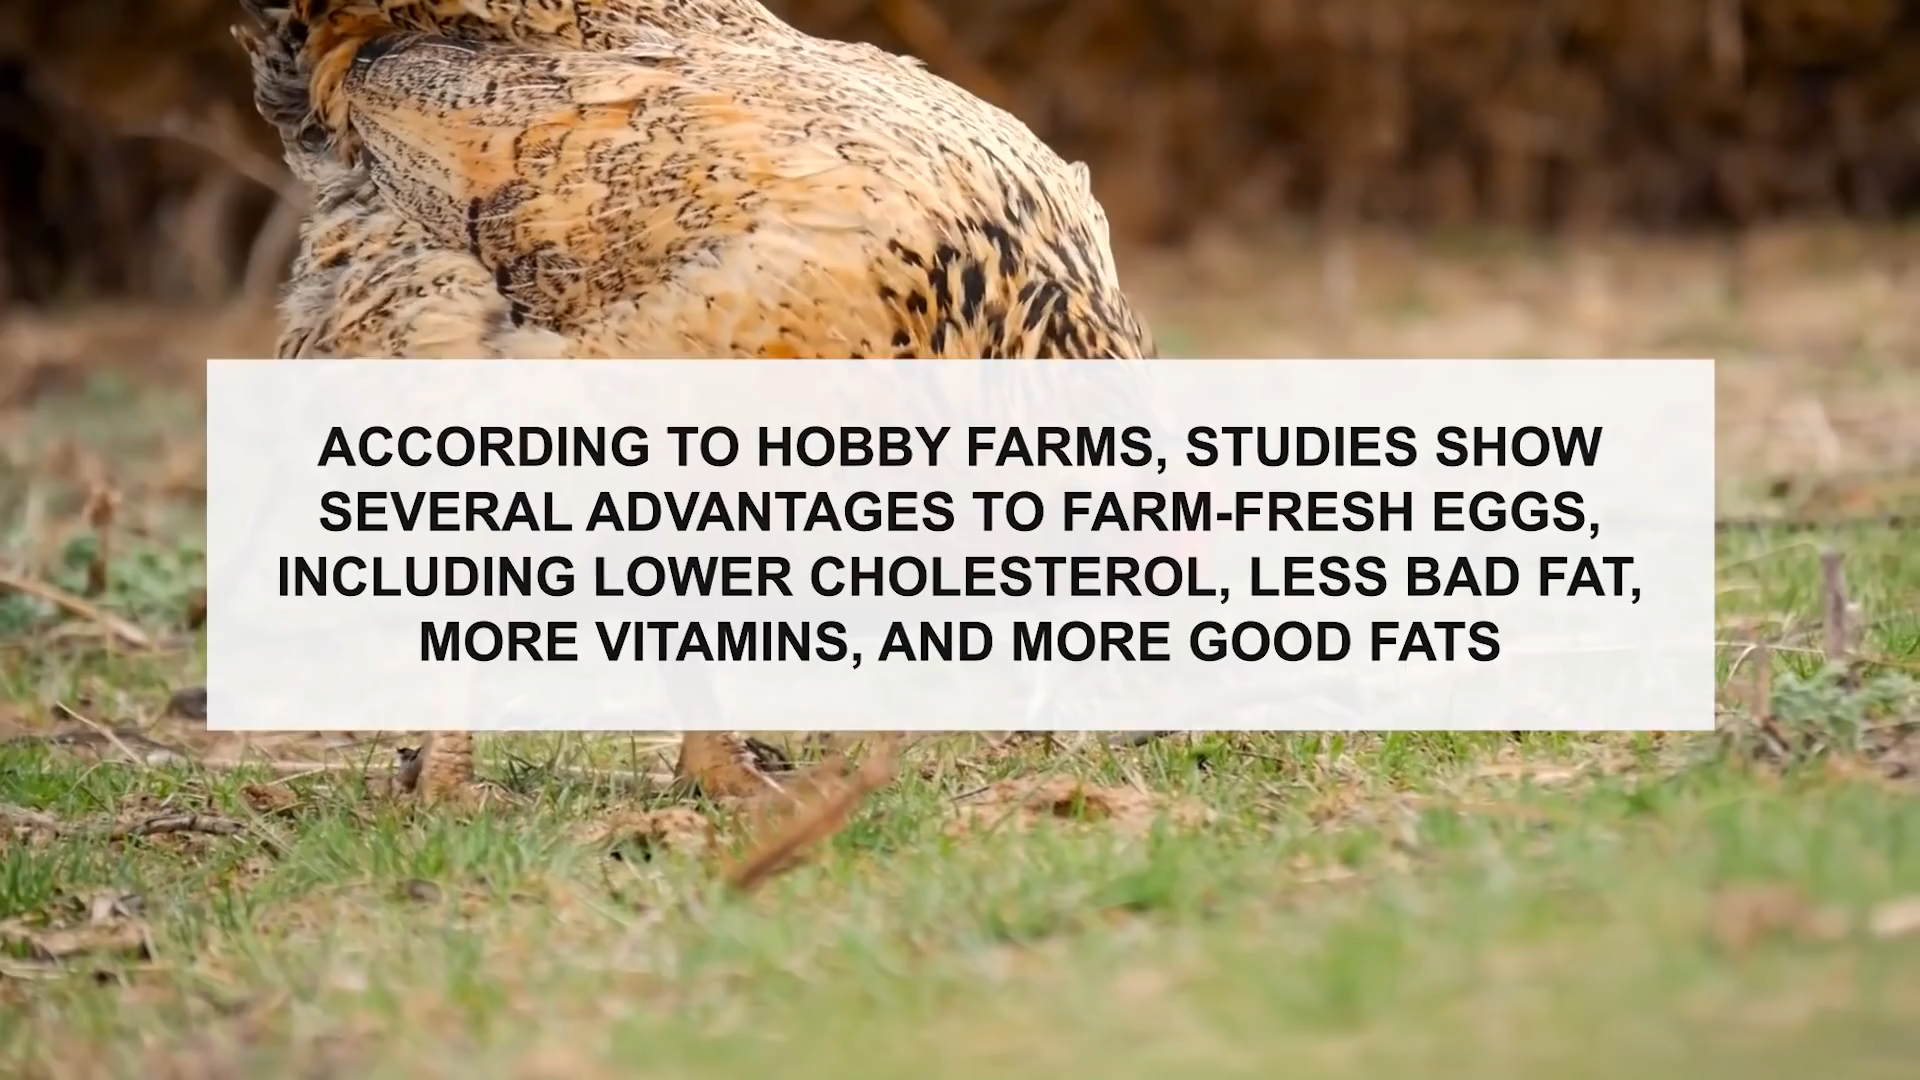 ACCORDING TO HOBBY FARMS, STUDIES SHOW
SEVERAL ADVANTAGES TO FARM-FRESH EGGS,
INCLUDING LOWER CHOLESTEROL, LESS BAD FAT,
MORE VITAMINS, AND MORE GOOD FATS